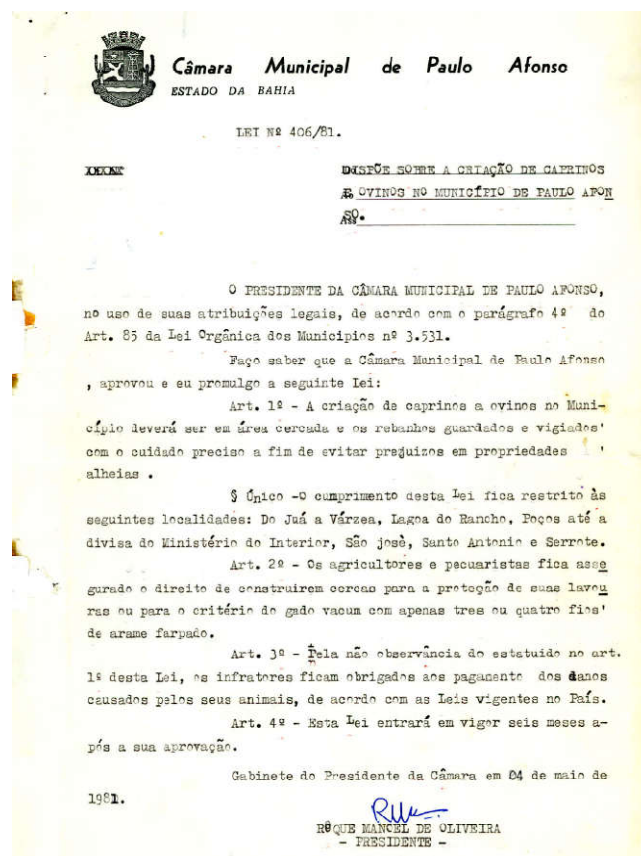 Câmara Municipal de Paulo Afonso
ESTADO DA BAHIA
LEI Nº 406/81.
DISPÕE SOBRE A CRIAÇÃO DE CAPRINOS
E OVINOS NO MUNICÍPIO DE PAULO AFON
SO.
O PRESIDENTE DA CÂMARA MUNICIPAL DE PAULO AFONSO,
no uso de suas atribuições legais, de acordo com o parágrafo 4º do
Art. 85 da Lei Orgânica dos Municipios nº 3.531.
Faço saber que a Câmara Municipal de Paulo Afonso
, aprovou e eu promulgo a seguinte Lei:
Art. 1º - A criação de caprinos a ovinos no Muni-
cípio deverá ser em área cercada e os rebanhos guardados e vigiados'
com o cuidado preciso a fim de evitar prejuizos em propriedades '
alheias .
§ Único -O cumprimento desta Lei fica restrito às
seguintes localidades: Do Juá a Várzea, Lagoa do Rancho, Poços até a
divisa do Ministério do Interior, São josè, Santo Antonio e Serrote.
Art. 2º - Os agricultores e pecuaristas fica asse
gurado o direito de construirem cercas para a proteção de suas lavou
ras ou para o critério do gado vacum com apenas tres ou quatro fios'
de arame farpado.
Art. 3º - Pela não observância do estatuido no art.
1º desta Lei, os infratores ficam obrigados aos pagamento dos danos
causados pelos seus animais, de acordo com as Leis vigentes no País.
Art. 4º - Esta Lei entrará em vigor seis meses a-
pós a sua aprovação.
Gabinete do Presidente da Câmara em 04 de maio de
1981.
ROQUE MANOEL DE OLIVEIRA
- PRESIDENTE -